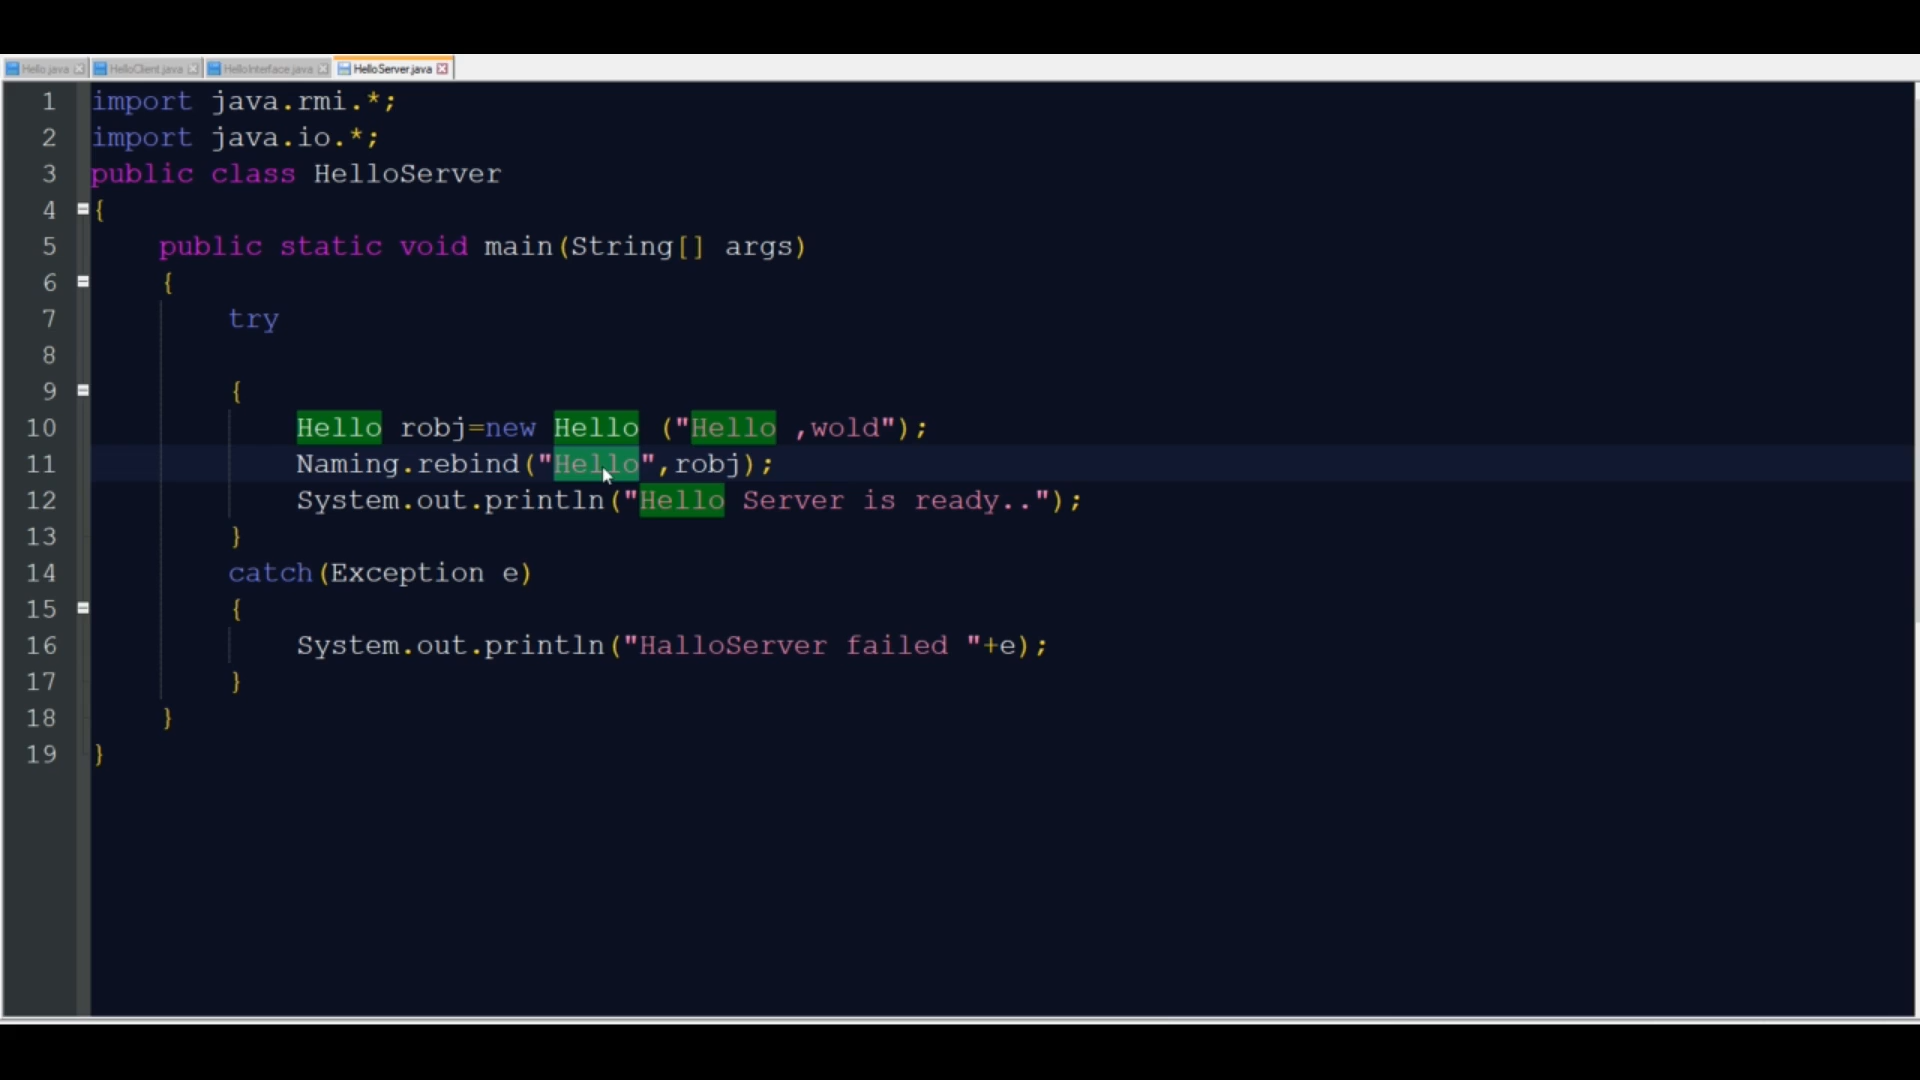 Hello.java HelloClient.java HelloInterface.java HelloServer.java
1 import java.rmi.*;
2 import java.io.*;
3 public class HelloServer
4 {
5 public static void main(String[] args)
6 {
7 try
8
9 {
10 Hello robj=new Hello ("Hello ,wold");
11 Naming.rebind("Hello",robj);
12 System.out.println("Hello Server is ready..");
13 }
14 catch(Exception e)
15 {
16 System.out.println("HalloServer failed "+e);
17 }
18 }
19 }